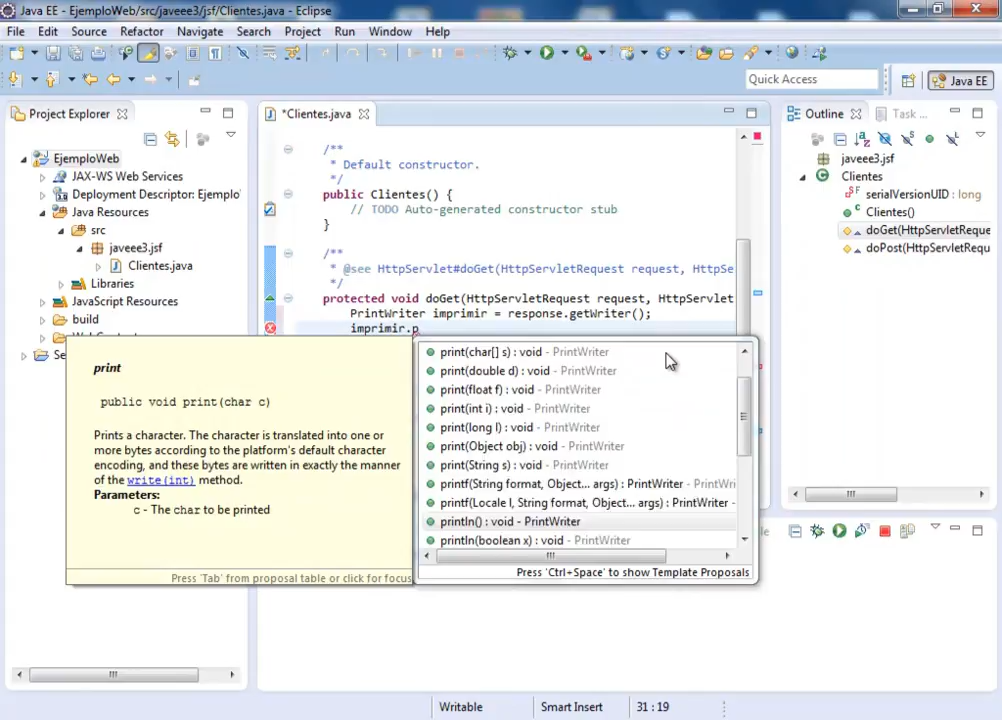 Java EE - EjemploWeb/src/javeee3/jsf/Clientes.java - Eclipse
File Edit Source Refactor Navigate Search Project Run Window Help
Quick Access
Java EE
Project Explorer
*Clientes.java
Outline
Task
EjemploWeb
JAX-WS Web Services
Deployment Descriptor: Ejemplo
Java Resources
src
javeee3.jsf
Clientes.java
Libraries
JavaScript Resources
build
/**
* Default constructor.
*/
public Clientes() {
// TODO Auto-generated constructor stub
}
/**
* @see HttpServlet#doGet(HttpServletRequest request, HttpSe
*/
protected void doGet(HttpServletRequest request, HttpServlet
PrintWriter imprimir = response.getWriter();
imprimir.p
javeee3.jsf
Clientes
serialVersionUID : long
Clientes()
doGet(HttpServletReque
doPost(HttpServletRequ
print
public void print(char c)
Prints a character. The character is translated into one or
more bytes according to the platform's default character
encoding, and these bytes are written in exactly the manner
of the write(int) method.
Parameters:
c - The char to be printed
Press 'Tab' from proposal table or click for focus
print(char[] s) : void - PrintWriter
print(double d) : void - PrintWriter
print(float f) : void - PrintWriter
print(int i) : void - PrintWriter
print(long l) : void - PrintWriter
print(Object obj) : void - PrintWriter
print(String s) : void - PrintWriter
printf(String format, Object... args) : PrintWriter - PrintWri
printf(Locale l, String format, Object... args) : PrintWriter -
println() : void - PrintWriter
println(boolean x) : void - PrintWriter
Press 'Ctrl+Space' to show Template Proposals
Writable
Smart Insert
31 : 19